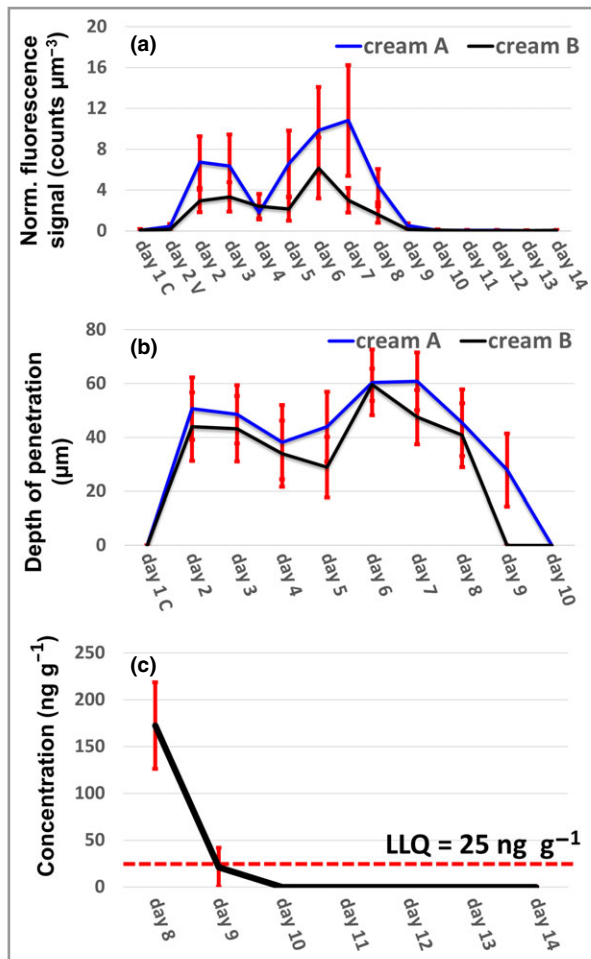 (a)
cream A
cream B
Norm. fluorescence
signal (counts µm⁻³)
20
16
12
8
4
0
day 1 C
day 2 V
day 2
day 3
day 4
day 5
day 6
day 7
day 8
day 9
day 10
day 11
day 12
day 13
day 14
(b)
cream A
cream B
Depth of penetration
(µm)
80
60
40
20
0
day 1 C
day 2
day 3
day 4
day 5
day 6
day 7
day 8
day 9
day 10
(c)
Concentration (ng g⁻¹)
250
200
150
100
50
0
LLQ = 25 ng g⁻¹
day 8
day 9
day 10
day 11
day 12
day 13
day 14